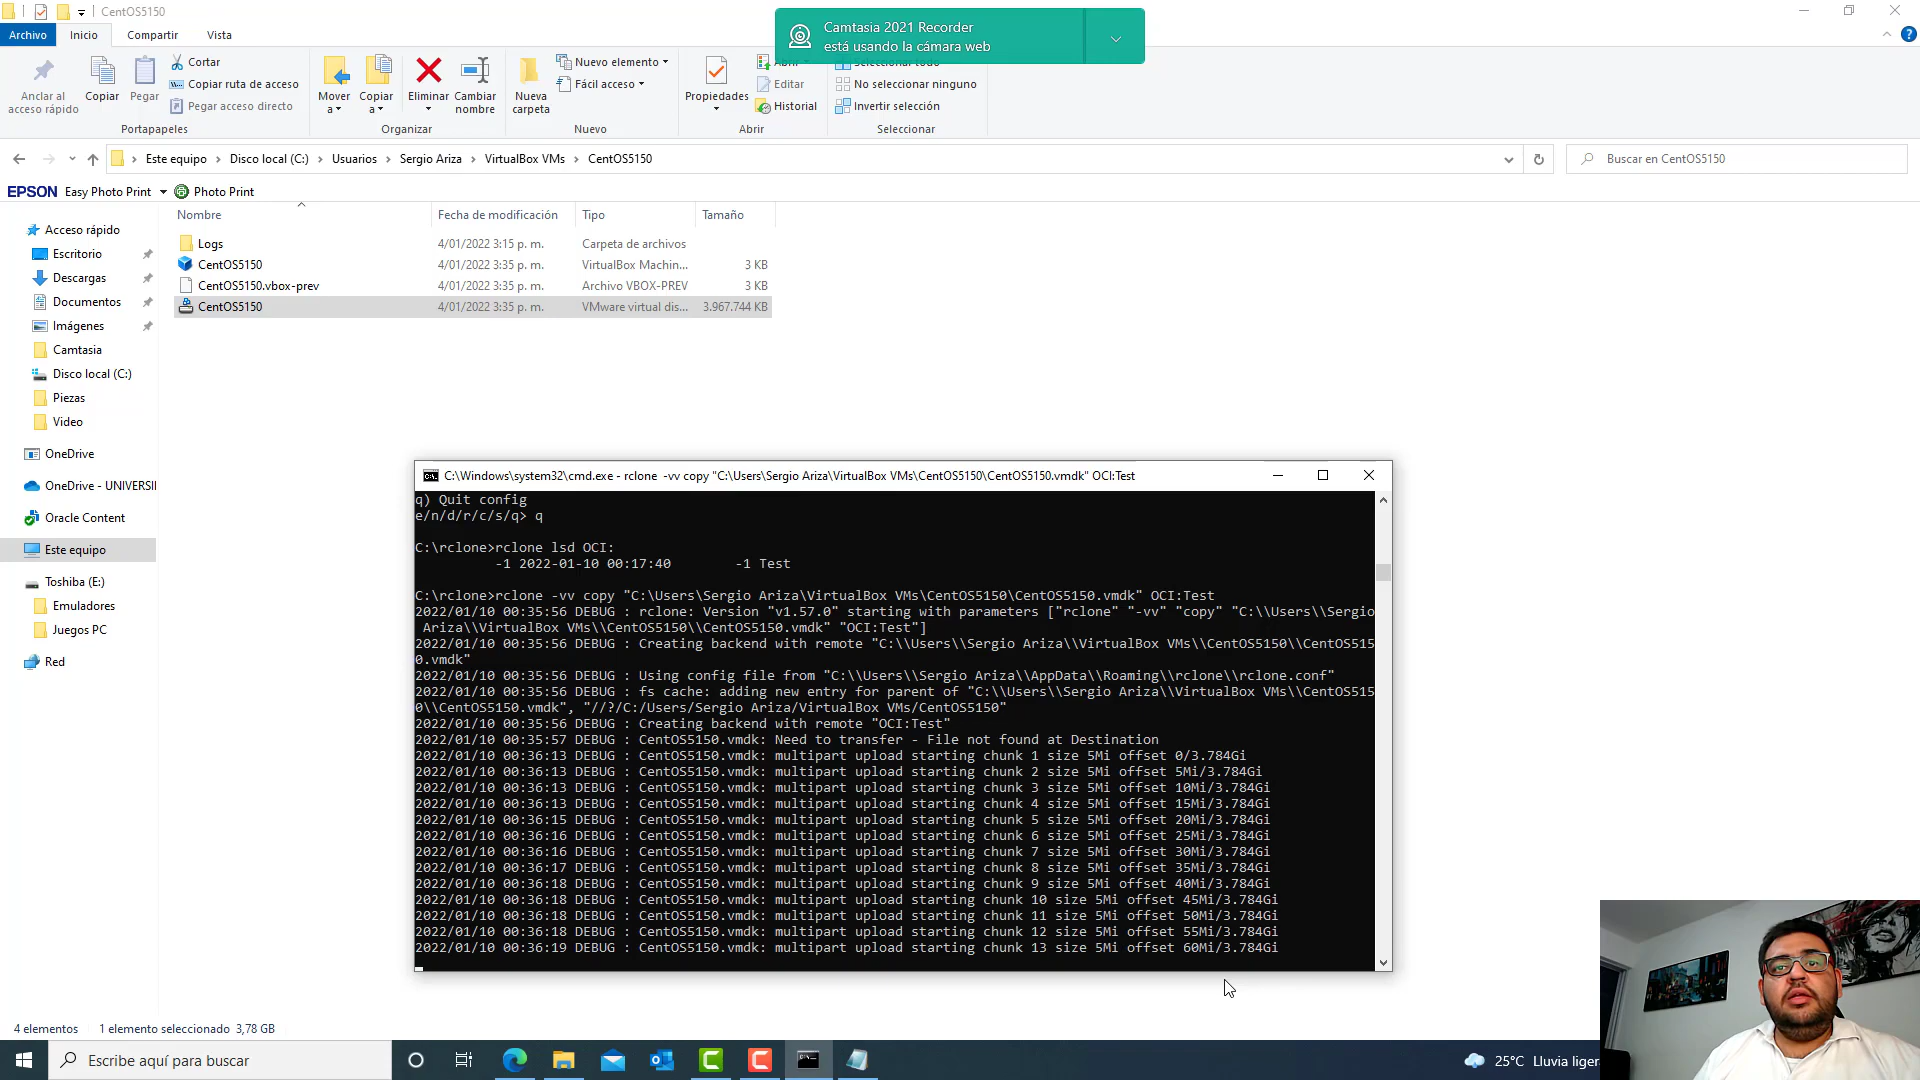 CentOS5150
Camtasia 2021 Recorder
está usando la cámara web
Archivo Inicio Compartir Vista
Anclar al acceso rápido
Copiar
Pegar
Cortar
Copiar ruta de acceso
Pegar acceso directo
Portapapeles
Mover a
Copiar a
Eliminar
Cambiar nombre
Organizar
Nueva carpeta
Nuevo elemento
Fácil acceso
Nuevo
Propiedades
Editar
Historial
Abrir
No seleccionar ninguno
Invertir selección
Seleccionar
Este equipo > Disco local (C:) > Usuarios > Sergio Ariza > VirtualBox VMs > CentOS5150
Buscar en CentOS5150
EPSON Easy Photo Print Photo Print
Nombre Fecha de modificación Tipo Tamaño
Logs 4/01/2022 3:15 p. m. Carpeta de archivos
CentOS5150 4/01/2022 3:35 p. m. VirtualBox Machin... 3 KB
CentOS5150.vbox-prev 4/01/2022 3:35 p. m. Archivo VBOX-PREV 3 KB
CentOS5150 4/01/2022 3:35 p. m. VMware virtual dis... 3.967.744 KB
Acceso rápido
Escritorio
Descargas
Documentos
Imágenes
Camtasia
Disco local (C:)
Piezas
Video
OneDrive
OneDrive - UNIVERSI
Oracle Content
Este equipo
Toshiba (E:)
Emuladores
Juegos PC
Red
C:\Windows\system32\cmd.exe - rclone -vv copy "C:\Users\Sergio Ariza\VirtualBox VMs\CentOS5150\CentOS5150.vmdk" OCI:Test
q) Quit config
e/n/d/r/c/s/q> q
C:\rclone>rclone lsd OCI:
-1 2022-01-10 00:17:40 -1 Test
C:\rclone>rclone -vv copy "C:\Users\Sergio Ariza\VirtualBox VMs\CentOS5150\CentOS5150.vmdk" OCI:Test
2022/01/10 00:35:56 DEBUG : rclone: Version "v1.57.0" starting with parameters ["rclone" "-vv" "copy" "C:\\Users\\Sergio
Ariza\\VirtualBox VMs\\CentOS5150\\CentOS5150.vmdk" "OCI:Test"]
2022/01/10 00:35:56 DEBUG : Creating backend with remote "C:\\Users\\Sergio Ariza\\VirtualBox VMs\\CentOS5150\\CentOS515
0.vmdk"
2022/01/10 00:35:56 DEBUG : Using config file from "C:\\Users\\Sergio Ariza\\AppData\\Roaming\\rclone\\rclone.conf"
2022/01/10 00:35:56 DEBUG : fs cache: adding new entry for parent of "C:\\Users\\Sergio Ariza\\VirtualBox VMs\\CentOS515
0\\CentOS5150.vmdk", "//?/C:/Users/Sergio Ariza/VirtualBox VMs/CentOS5150"
2022/01/10 00:35:56 DEBUG : Creating backend with remote "OCI:Test"
2022/01/10 00:35:57 DEBUG : CentOS5150.vmdk: Need to transfer - File not found at Destination
2022/01/10 00:36:13 DEBUG : CentOS5150.vmdk: multipart upload starting chunk 1 size 5Mi offset 0/3.784Gi
2022/01/10 00:36:13 DEBUG : CentOS5150.vmdk: multipart upload starting chunk 2 size 5Mi offset 5Mi/3.784Gi
2022/01/10 00:36:13 DEBUG : CentOS5150.vmdk: multipart upload starting chunk 3 size 5Mi offset 10Mi/3.784Gi
2022/01/10 00:36:13 DEBUG : CentOS5150.vmdk: multipart upload starting chunk 4 size 5Mi offset 15Mi/3.784Gi
2022/01/10 00:36:15 DEBUG : CentOS5150.vmdk: multipart upload starting chunk 5 size 5Mi offset 20Mi/3.784Gi
2022/01/10 00:36:16 DEBUG : CentOS5150.vmdk: multipart upload starting chunk 6 size 5Mi offset 25Mi/3.784Gi
2022/01/10 00:36:16 DEBUG : CentOS5150.vmdk: multipart upload starting chunk 7 size 5Mi offset 30Mi/3.784Gi
2022/01/10 00:36:17 DEBUG : CentOS5150.vmdk: multipart upload starting chunk 8 size 5Mi offset 35Mi/3.784Gi
2022/01/10 00:36:18 DEBUG : CentOS5150.vmdk: multipart upload starting chunk 9 size 5Mi offset 40Mi/3.784Gi
2022/01/10 00:36:18 DEBUG : CentOS5150.vmdk: multipart upload starting chunk 10 size 5Mi offset 45Mi/3.784Gi
2022/01/10 00:36:18 DEBUG : CentOS5150.vmdk: multipart upload starting chunk 11 size 5Mi offset 50Mi/3.784Gi
2022/01/10 00:36:18 DEBUG : CentOS5150.vmdk: multipart upload starting chunk 12 size 5Mi offset 55Mi/3.784Gi
2022/01/10 00:36:19 DEBUG : CentOS5150.vmdk: multipart upload starting chunk 13 size 5Mi offset 60Mi/3.784Gi
4 elementos 1 elemento seleccionado 3,78 GB
Escribe aquí para buscar
25°C Lluvia liger